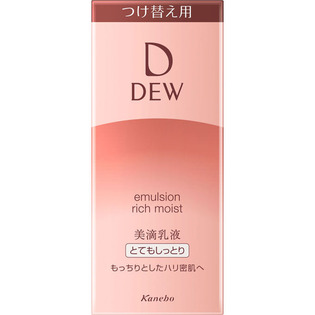 つけ替え用
D
DEW
emulsion
rich moist
美滴乳液
とてもしっとり
もっちりとしたハリ密肌へ
Kanebo